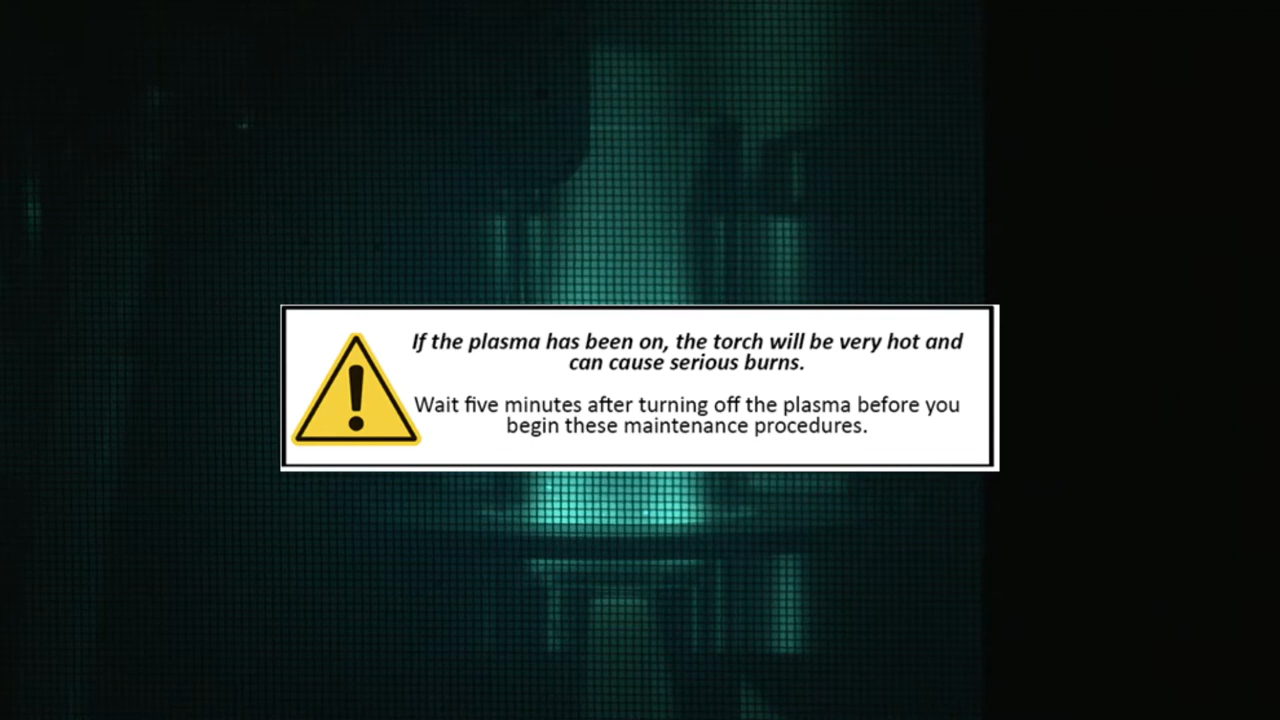 If the plasma has been on, the torch will be very hot and
can cause serious burns.
Wait five minutes after turning off the plasma before you
begin these maintenance procedures.